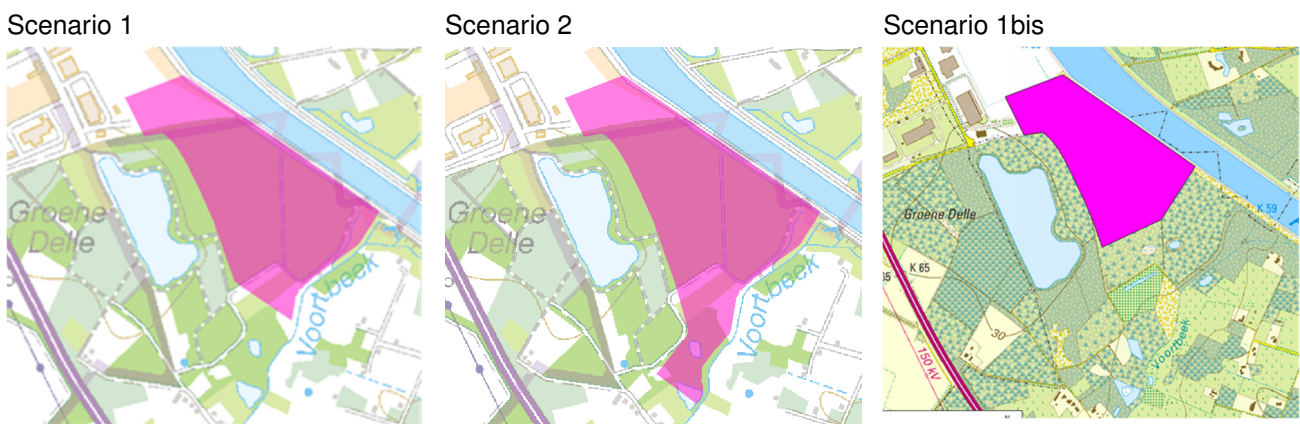 Scenario 1
Scenario 2
Scenario 1bis
Groene
Delle
Voortbeek
Groene
Delle
Voortbeek
Groene Delle
K 59
K 65
30
150 kV
Voortbeek